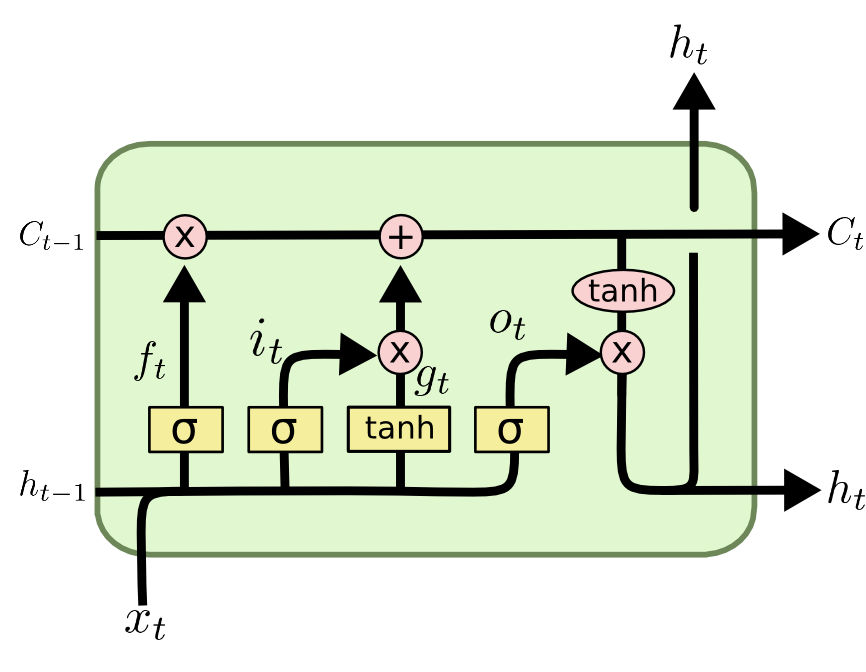 h_t
C_{t-1} x + C_t
tanh
i_t o_t
f_t x g_t x
σ σ tanh σ
h_{t-1} h_t
x_t